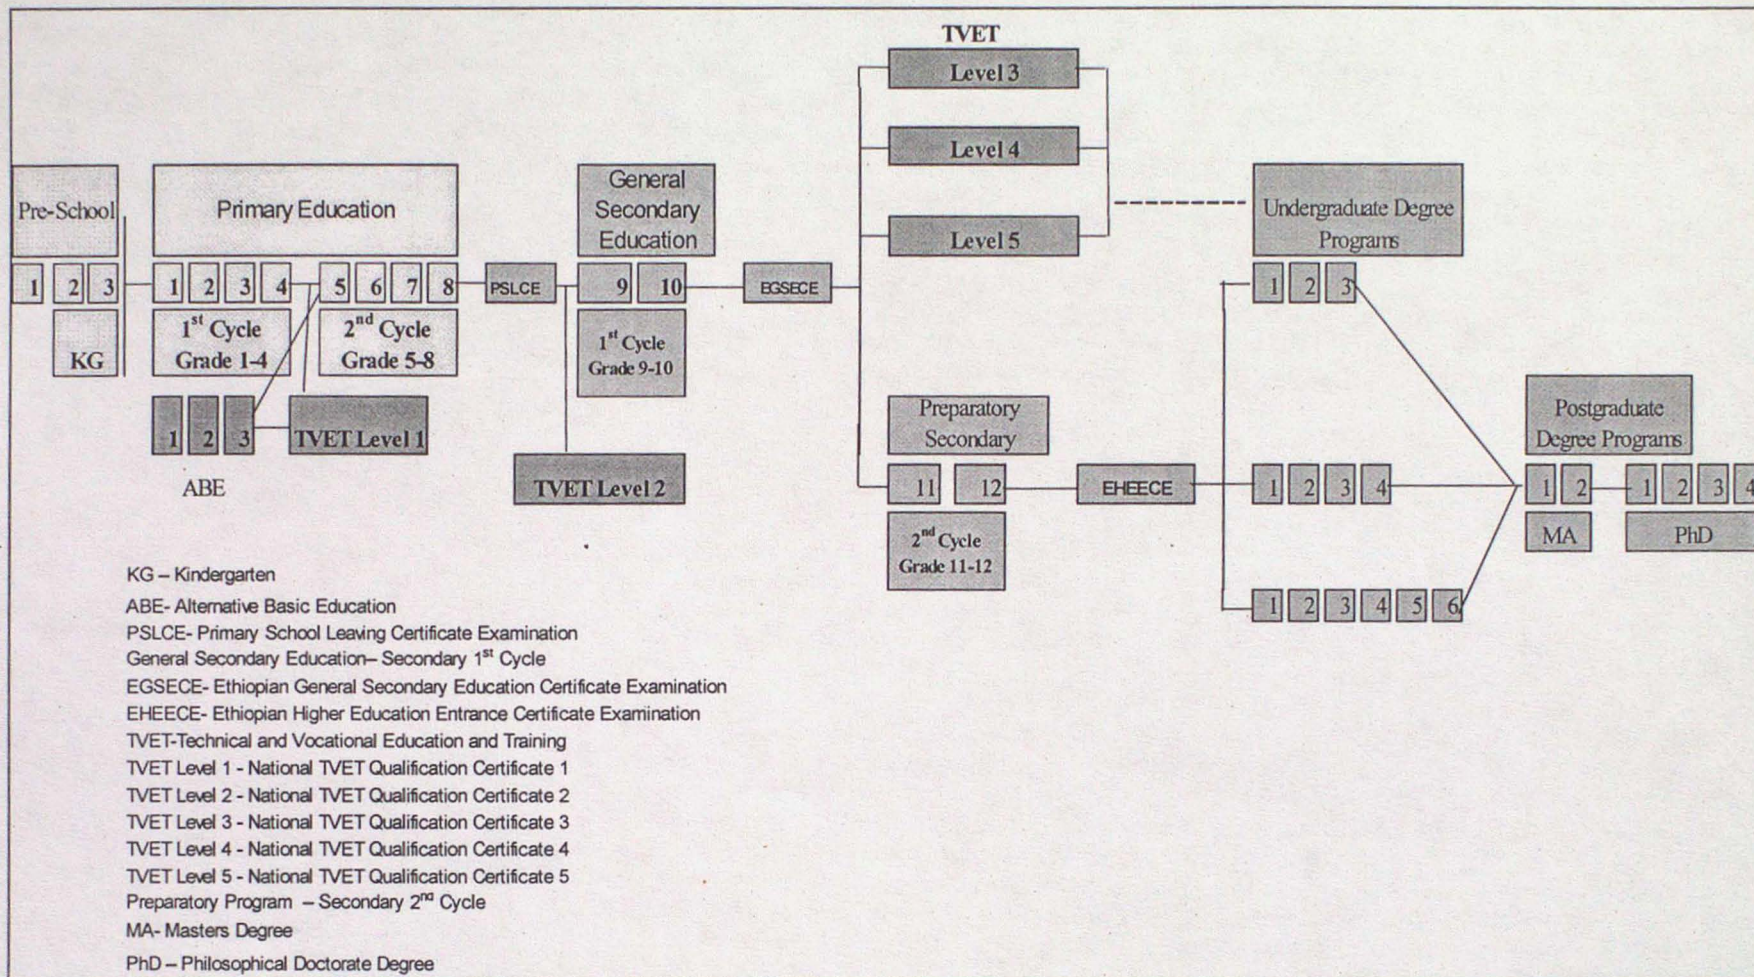 TVET
Level 3
Level 4
Level 5
Pre-School
Primary Education
General
Secondary
Education
Undergraduate Degree
Programs
1 2 3
1 2 3 4
5 6 7 8
PSLCE
9 10
EGSECE
1 2 3
KG
1st Cycle
Grade 1-4
2nd Cycle
Grade 5-8
1st Cycle
Grade 9-10
1 2 3
TVET Level 1
ABE
TVET Level 2
Preparatory
Secondary
11 12
EHEECE
1 2 3 4
2nd Cycle
Grade 11-12
1 2 3 4 5 6
Postgraduate
Degree Programs
1 2
1 2 3 4
MA
PhD
KG – Kindergarten
ABE- Alternative Basic Education
PSLCE- Primary School Leaving Certificate Examination
General Secondary Education– Secondary 1st Cycle
EGSECE- Ethiopian General Secondary Education Certificate Examination
EHEECE- Ethiopian Higher Education Entrance Certificate Examination
TVET-Technical and Vocational Education and Training
TVET Level 1 - National TVET Qualification Certificate 1
TVET Level 2 - National TVET Qualification Certificate 2
TVET Level 3 - National TVET Qualification Certificate 3
TVET Level 4 - National TVET Qualification Certificate 4
TVET Level 5 - National TVET Qualification Certificate 5
Preparatory Program – Secondary 2nd Cycle
MA- Masters Degree
PhD – Philosophical Doctorate Degree